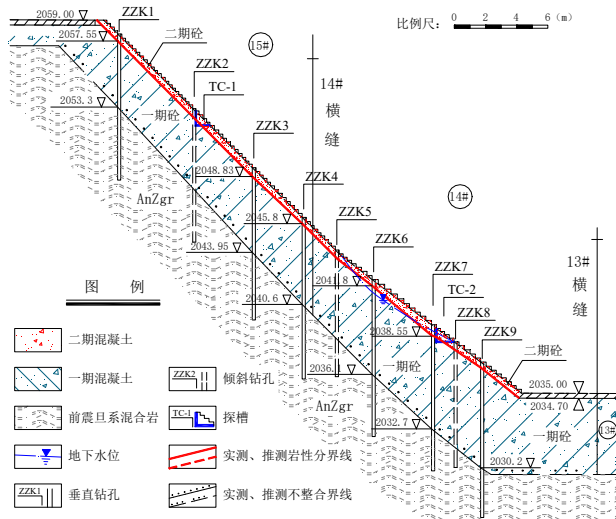 比例尺: 0 2 4 6 (m)
2059.00
ZZK1
二期砼
15#
2057.55
ZZK2
TC-1
14#
横
缝
2053.3
一期砼
ZZK3
2048.83
AnZgr
ZZK4
14#
2045.8
ZZK5
ZZK6
13#
横
缝
2043.95
2041.8
ZZK7
TC-2
图 例
2040.6
ZZK8
2038.55
ZZK9
二期砼
二期混凝土
2035.00
一期混凝土
ZZK2
倾斜钻孔
2036.
一期砼
2034.70
前震旦系混合岩
TC-1
探槽
AnZgr
2032.7
一期砼
13#
地下水位
实测、推测岩性分界线
2030.2
ZZK1
垂直钻孔
实测、推测不整合界线